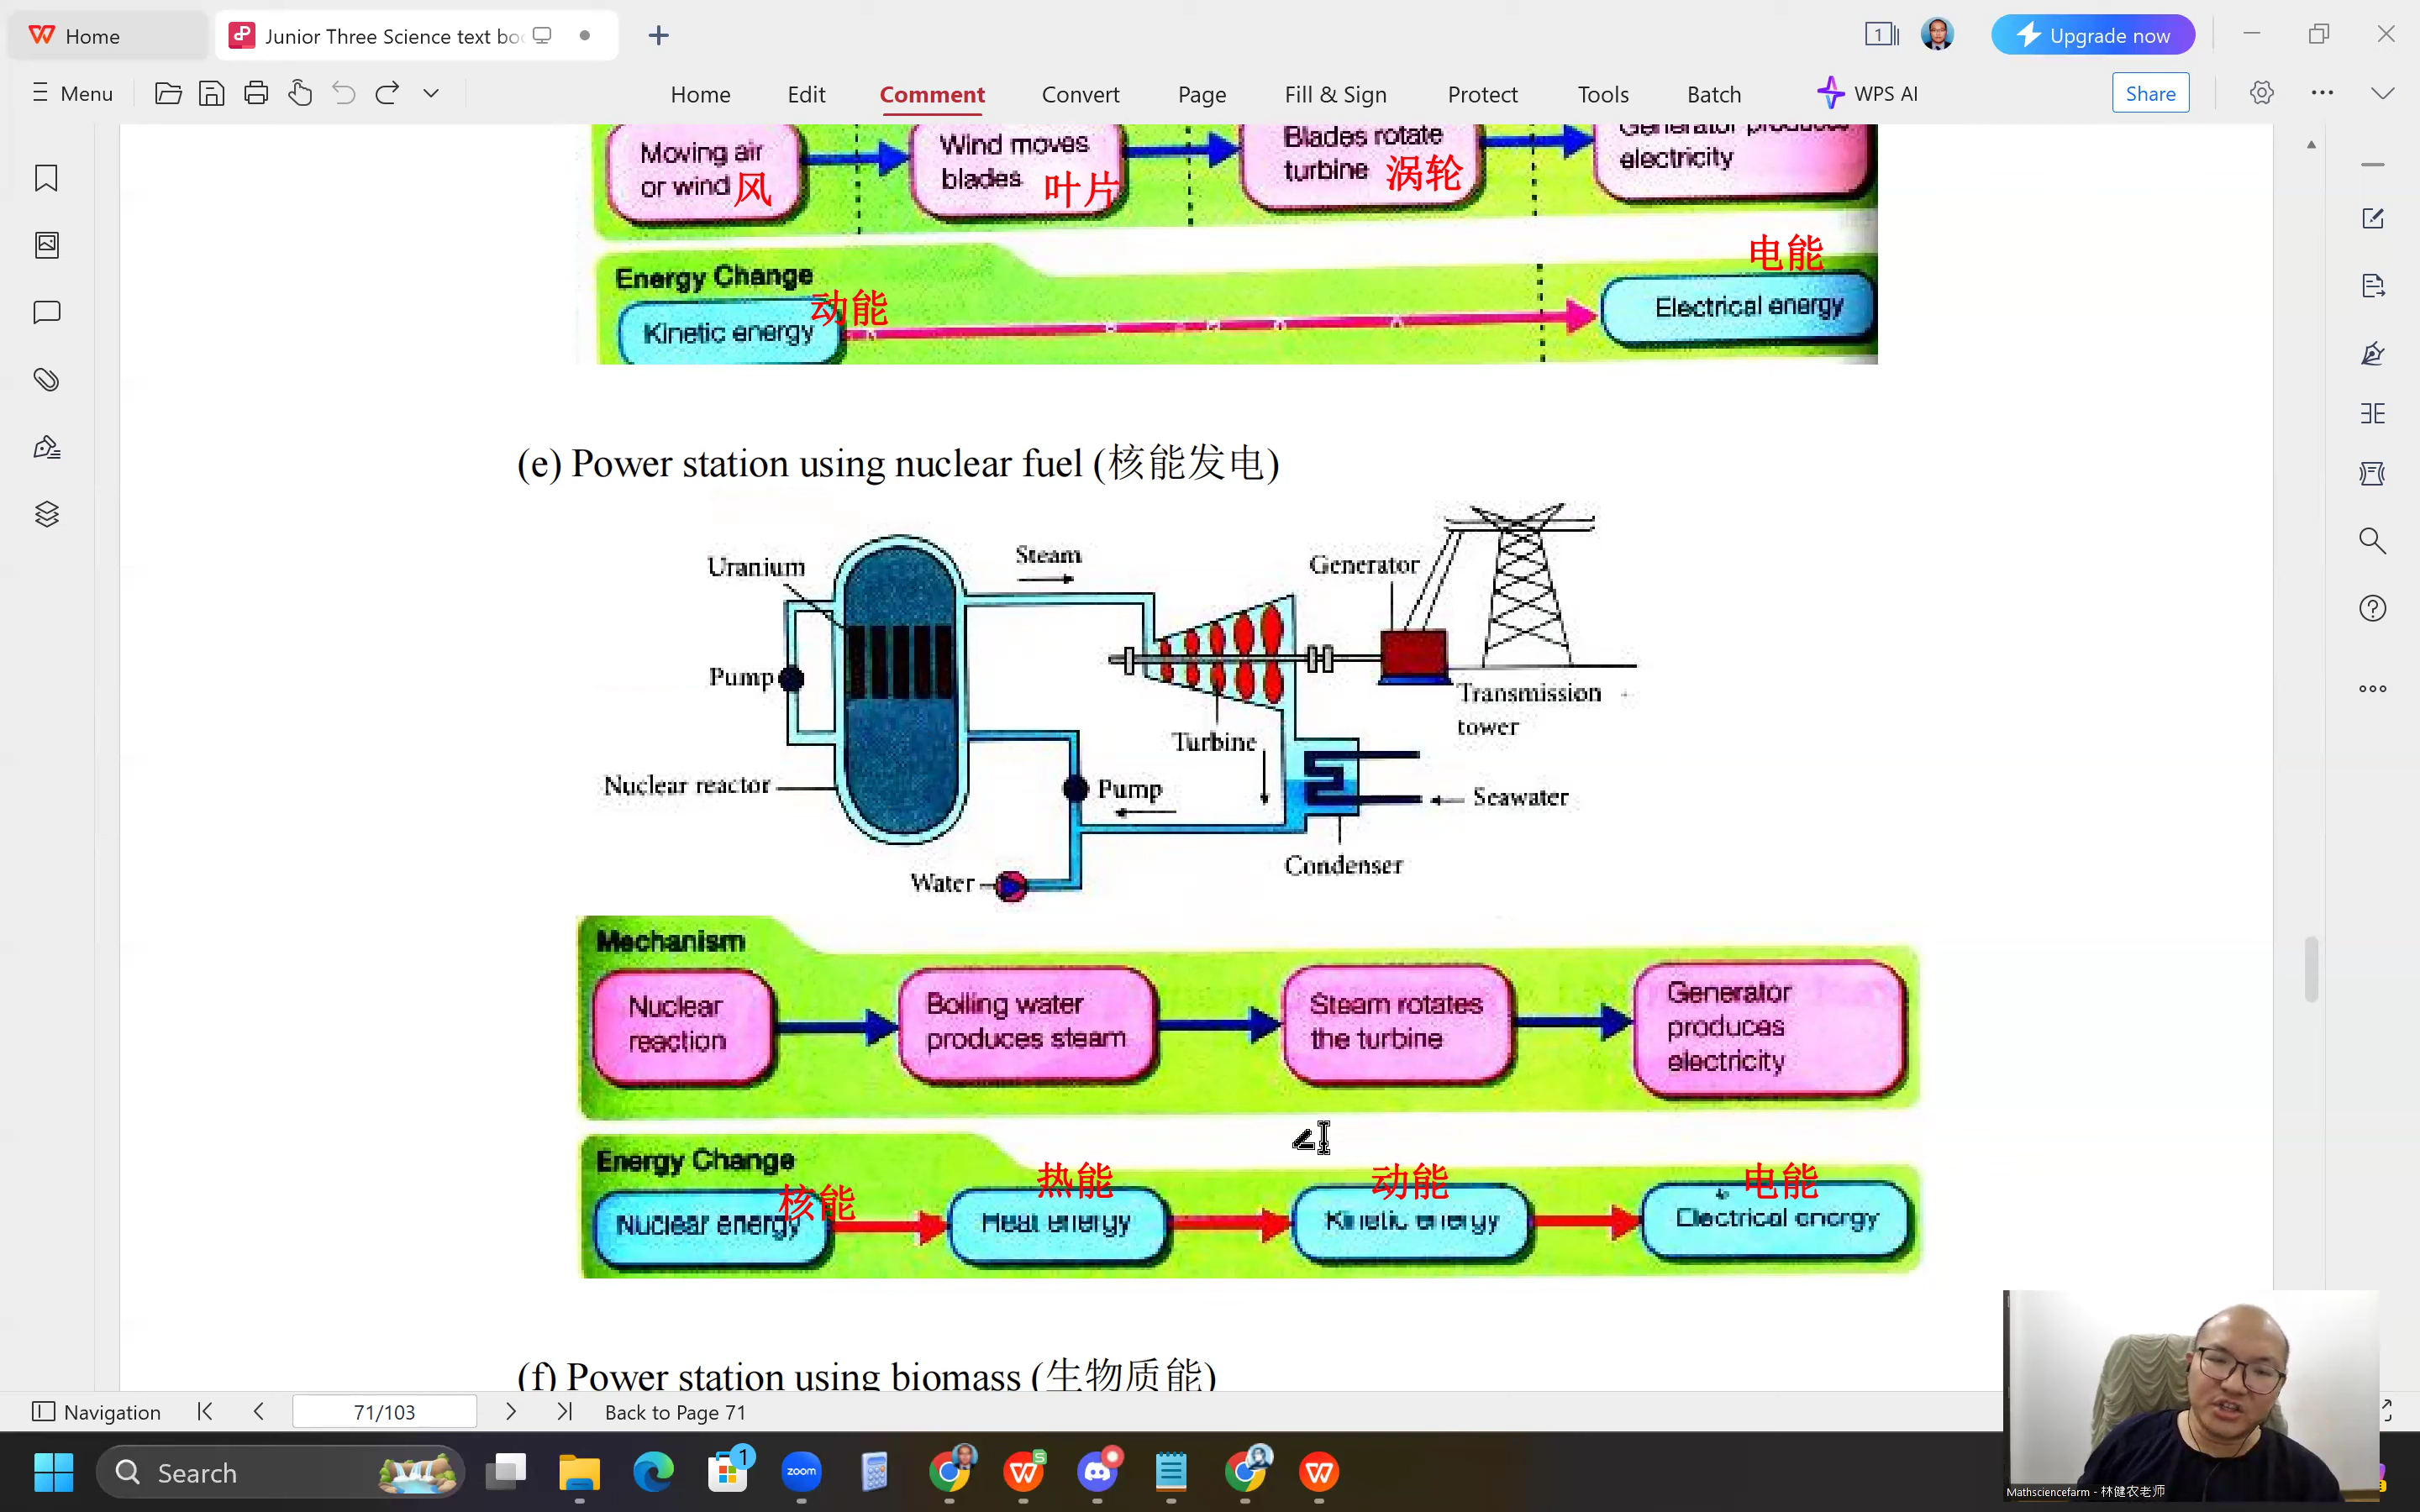 Home
Junior Three Science text boo
1
Upgrade now
Menu
Home
Edit
Comment
Convert
Page
Fill & Sign
Protect
Tools
Batch
WPS AI
Share
Moving air
or wind 风
Wind moves
blades 叶片
Blades rotate
turbine 涡轮
Generator produces
electricity
Energy Change
Kinetic energy
动能
电能
Electrical energy
(e) Power station using nuclear fuel (核能发电)
Uranium
Steam
Generator
Pump
Transmission
tower
Turbine
Nuclear reactor
Pump
Seawater
Condenser
Water
Mechanism
Nuclear
reaction
Boiling water
produces steam
Steam rotates
the turbine
Generator
produces
electricity
Energy Change
核能
热能
动能
电能
Nuclear energy
Heat energy
Kinetic energy
Electrical energy
(f) Power station using biomass (生物质能)
Navigation
71/103
Back to Page 71
Search
1
zoom
Mathsciencefarm - 林健农老师